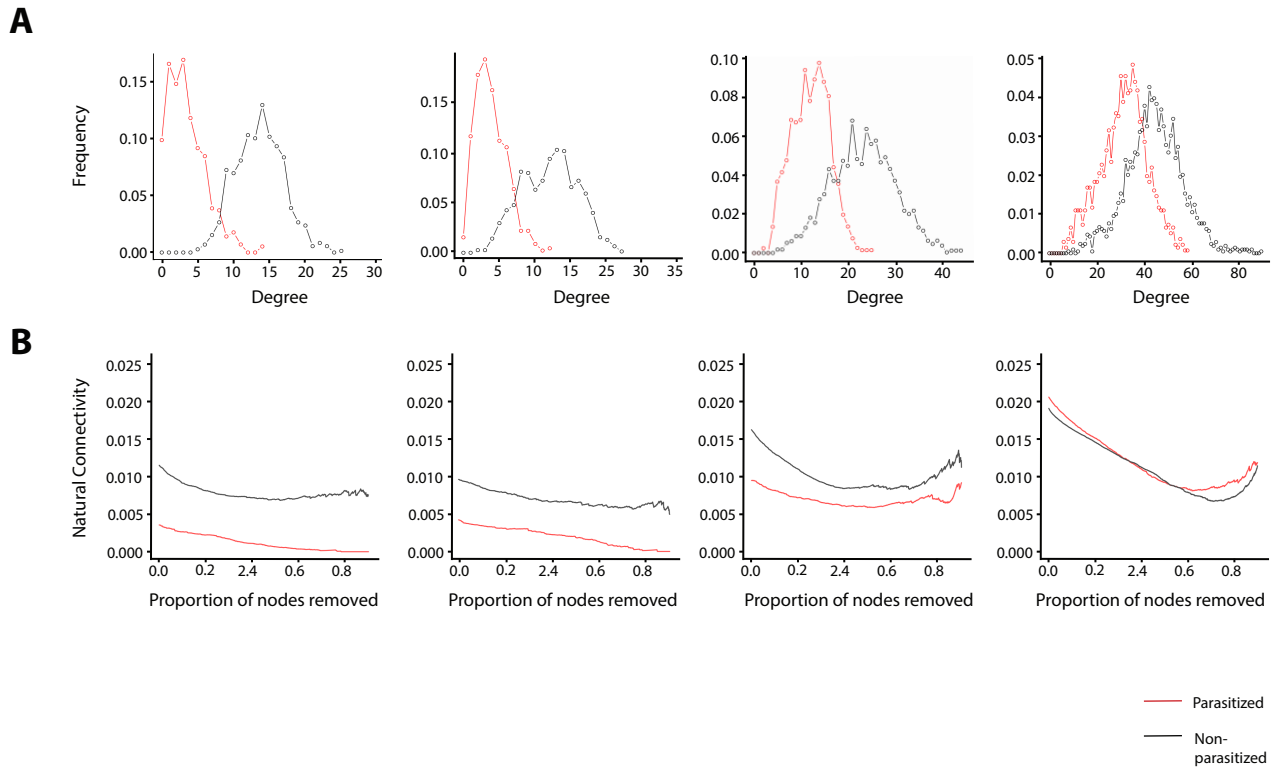 A
Frequency
0.15
0.10
0.05
0.00
0 5 10 15 20 25 30
Degree
0.15
0.10
0.05
0.00
0 5 10 15 20 25 30 35
Degree
0.10
0.08
0.06
0.04
0.02
0.00
0 10 20 30 40
Degree
0.05
0.04
0.03
0.02
0.01
0.00
0 20 40 60 80
Degree
B
Natural Connectivity
0.025
0.020
0.015
0.010
0.005
0.000
0.0 0.2 2.4 0.6 0.8
Proportion of nodes removed
0.025
0.020
0.015
0.010
0.005
0.000
0.0 0.2 2.4 0.6 0.8
Proportion of nodes removed
0.025
0.020
0.015
0.010
0.005
0.000
0.0 0.2 2.4 0.6 0.8
Proportion of nodes removed
0.025
0.020
0.015
0.010
0.005
0.000
0.0 0.2 2.4 0.6 0.8
Proportion of nodes removed
Parasitized
Non-
parasitized